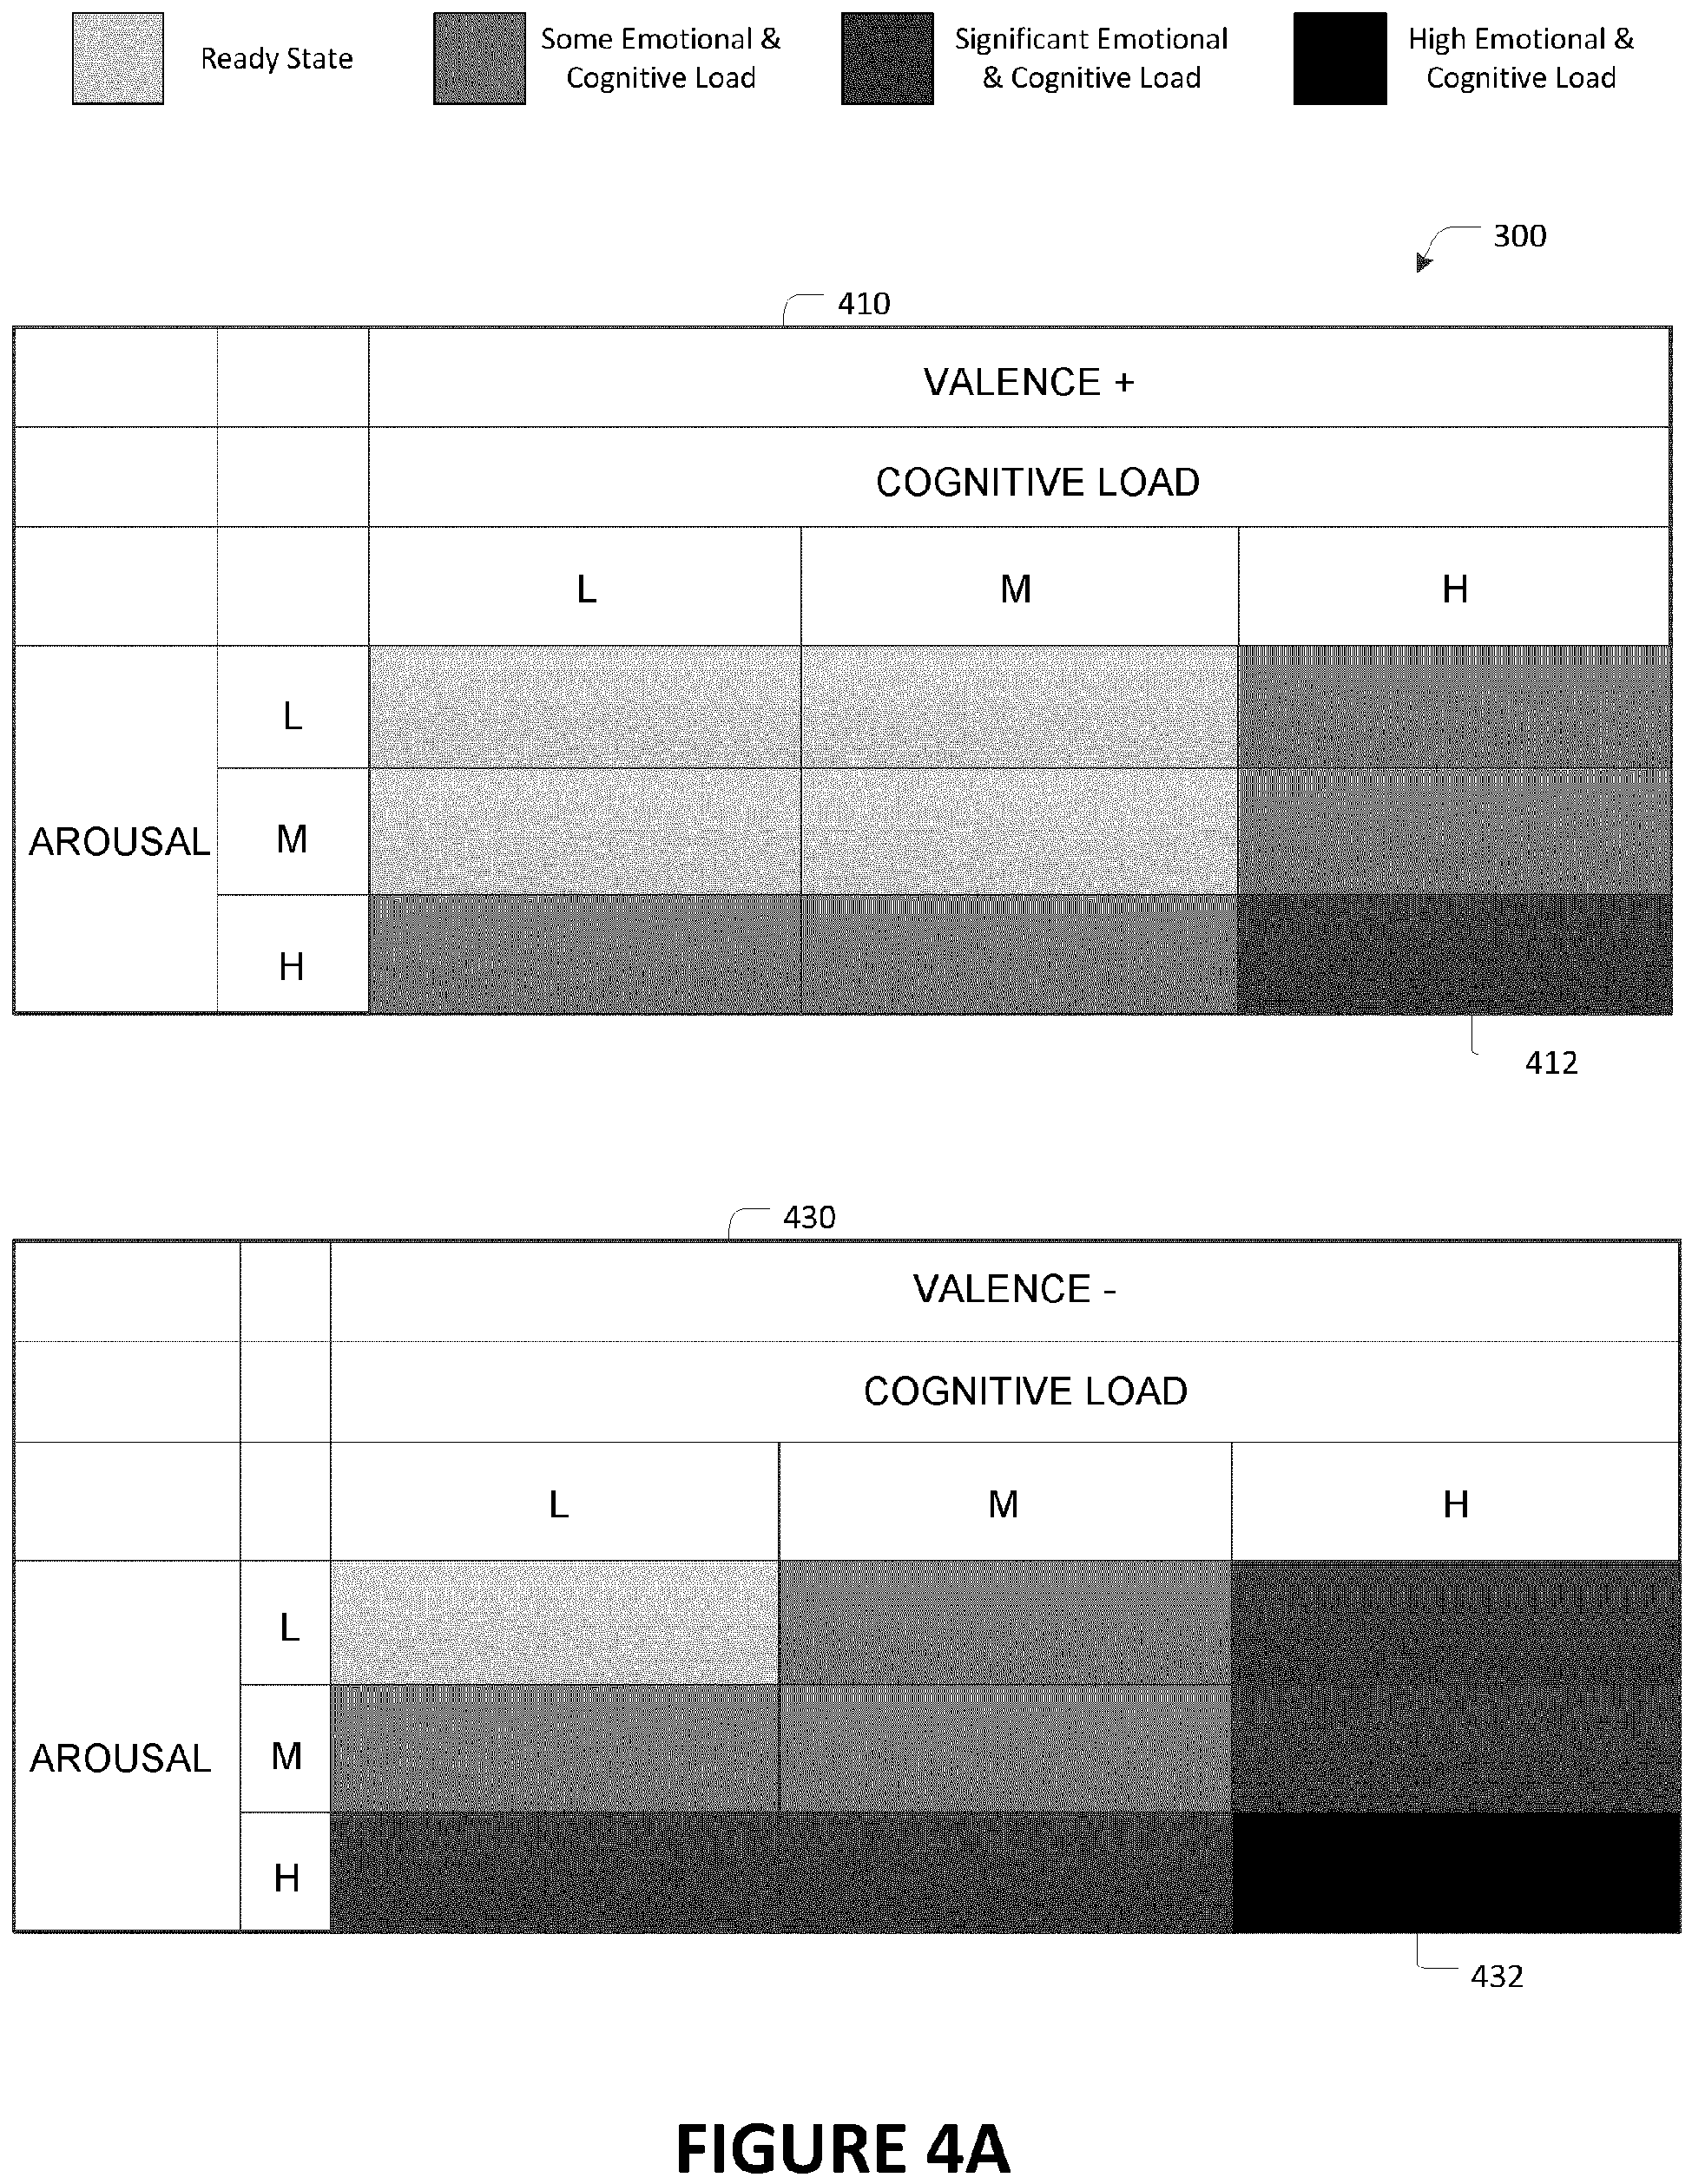 Ready State
Some Emotional &
Cognitive Load
Significant Emotional
& Cognitive Load
High Emotional &
Cognitive Load
300
410
VALENCE +
COGNITIVE LOAD
L M H
L
AROUSAL M
H
412
430
VALENCE -
COGNITIVE LOAD
L M H
L
AROUSAL M
H
432
FIGURE 4A